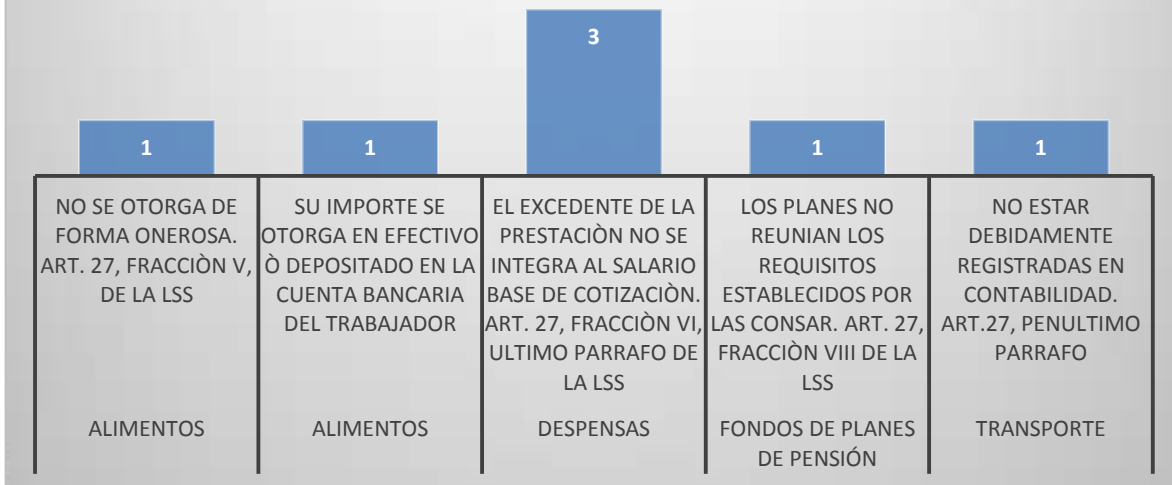 3
1
1
1
1
NO SE OTORGA DE
FORMA ONEROSA.
ART. 27, FRACCIÒN V,
DE LA LSS
SU IMPORTE SE
OTORGA EN EFECTIVO
Ò DEPOSITADO EN LA
CUENTA BANCARIA
DEL TRABAJADOR
EL EXCEDENTE DE LA
PRESTACIÒN NO SE
INTEGRA AL SALARIO
BASE DE COTIZACIÒN.
ART. 27, FRACCIÒN VI,
ULTIMO PARRAFO DE
LA LSS
LOS PLANES NO
REUNIAN LOS
REQUISITOS
ESTABLECIDOS POR
LAS CONSAR. ART. 27,
FRACCIÒN VIII DE LA
LSS
NO ESTAR
DEBIDAMENTE
REGISTRADAS EN
CONTABILIDAD.
ART.27, PENULTIMO
PARRAFO
ALIMENTOS
ALIMENTOS
DESPENSAS
FONDOS DE PLANES
DE PENSIÓN
TRANSPORTE